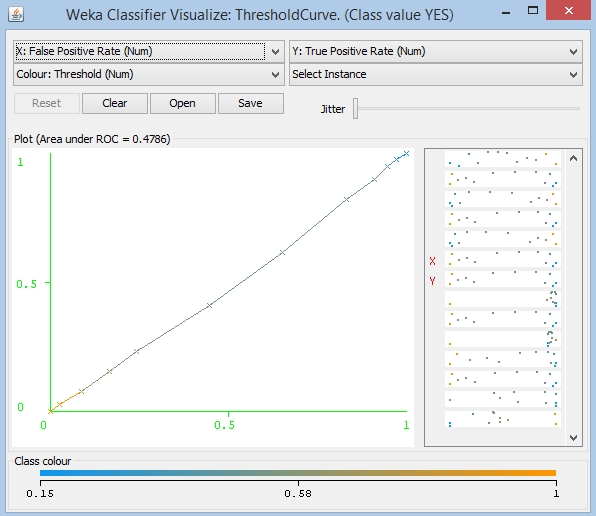 Weka Classifier Visualize: ThresholdCurve. (Class value YES)
X: False Positive Rate (Num)
Y: True Positive Rate (Num)
Colour: Threshold (Num)
Select Instance
Reset
Clear
Open
Save
Jitter
Plot (Area under ROC = 0.4786)
1
0.5
0
0
0.5
1
X
Y
Class colour
0.15
0.58
1